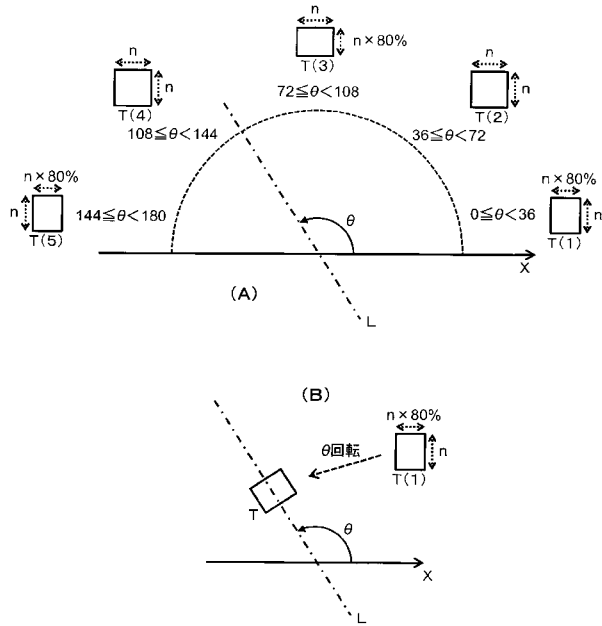 n
n×80%
T(3)
n
n
T(4)
n
n
T(2)
72≦θ<108
108≦θ<144
36≦θ<72
n×80%
n
T(5)
144≦θ<180
θ
0≦θ<36
n×80%
n
T(1)
X
(A)
L
(B)
n×80%
n
T(1)
θ回転
T
θ
X
L